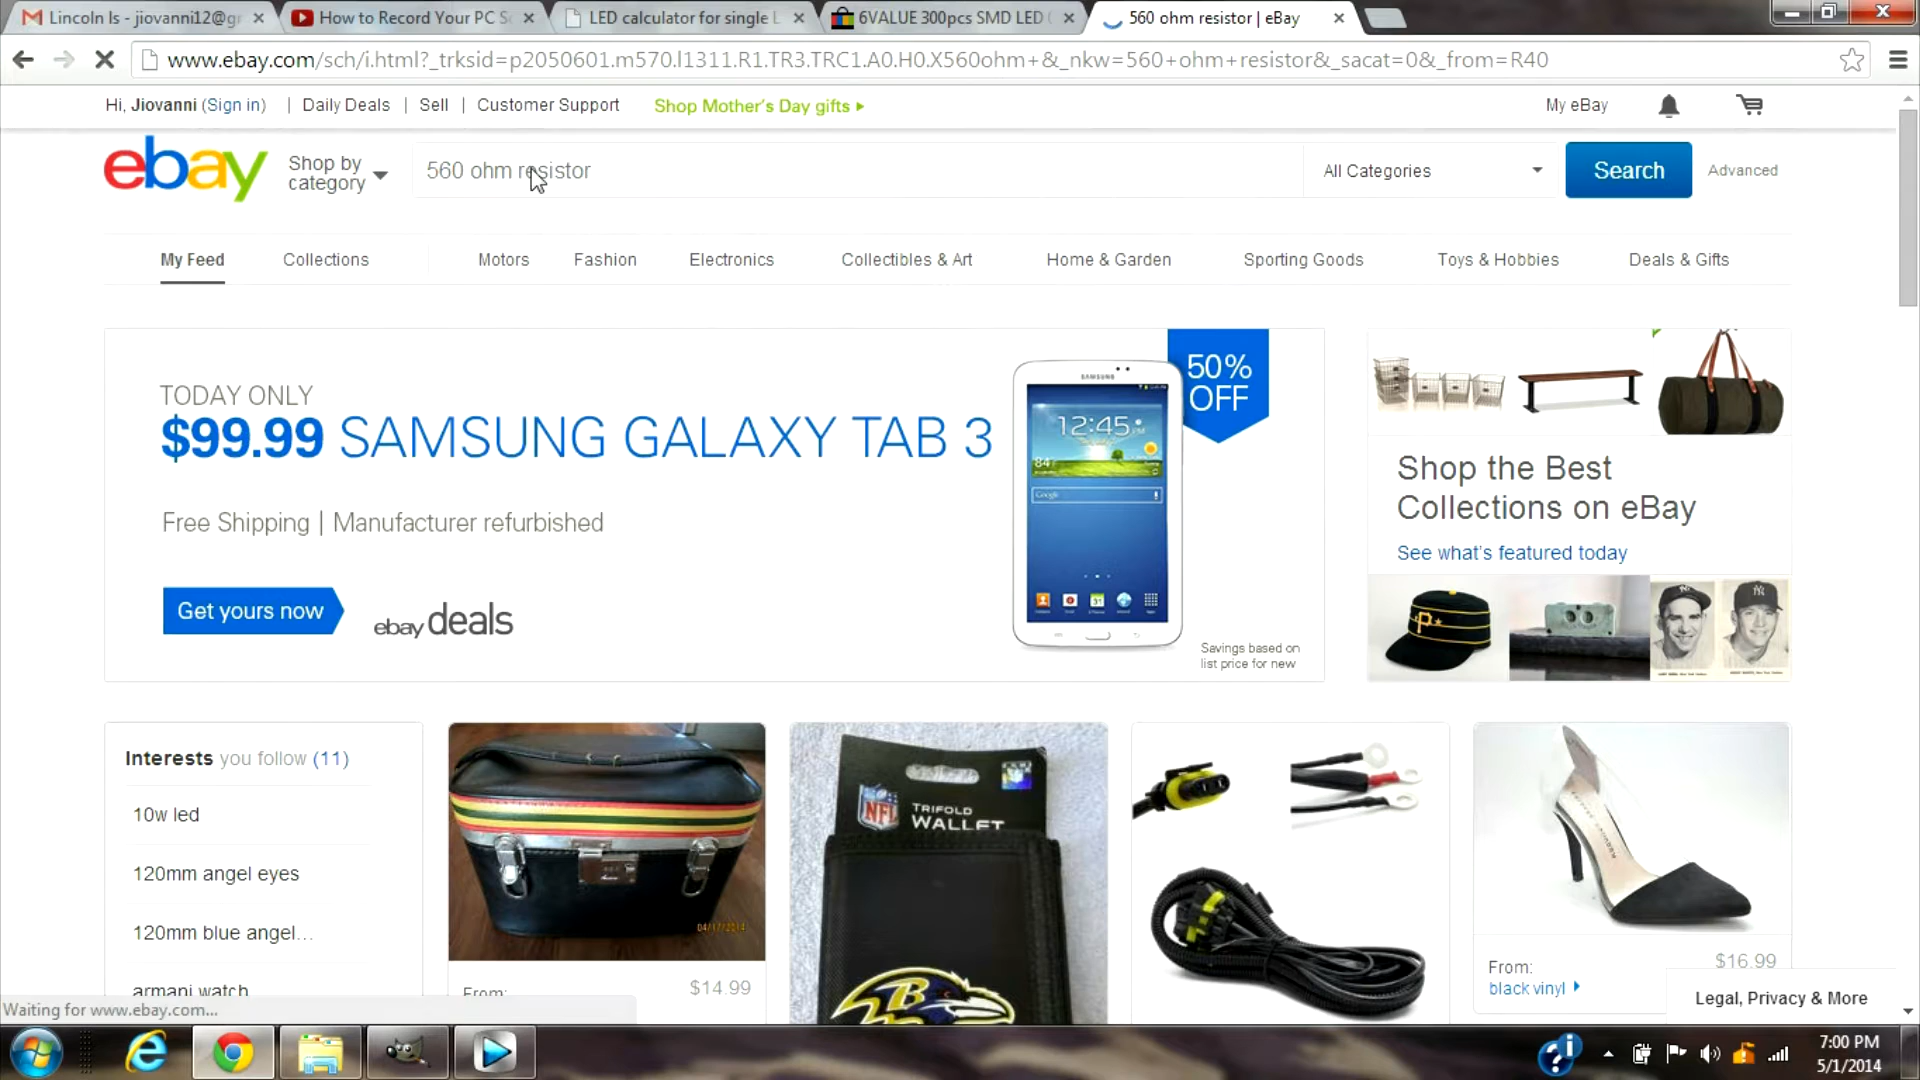 Lincoln ls - jiovanni12@g
How to Record Your PC S
LED calculator for single L
6VALUE 300pcs SMD LED
560 ohm resistor | eBay
www.ebay.com/sch/i.html?_trksid=p2050601.m570.l1311.R1.TR3.TRC1.A0.H0.X560ohm+&_nkw=560+ohm+resistor&_sacat=0&_from=R40
Hi, Jiovanni (Sign in) | Daily Deals | Sell | Customer Support Shop Mother's Day gifts
My eBay
ebay
Shop by
category
560 ohm resistor
All Categories
Search
Advanced
My Feed Collections Motors Fashion Electronics Collectibles & Art Home & Garden Sporting Goods Toys & Hobbies Deals & Gifts
TODAY ONLY
$99.99 SAMSUNG GALAXY TAB 3
Free Shipping | Manufacturer refurbished
Get yours now
ebay deals
50%
OFF
SAMSUNG
12:45
84°
Google
Savings based on
list price for new
Shop the Best
Collections on eBay
See what's featured today
P
Interests you follow (11)
10w led
120mm angel eyes
120mm blue angel...
armani watch
04/17/2014
From:
$14.99
NFL
TRIFOLD
WALLET
B
From:
black vinyl
$16.99
Legal, Privacy & More
Waiting for www.ebay.com...
7:00 PM
5/1/2014